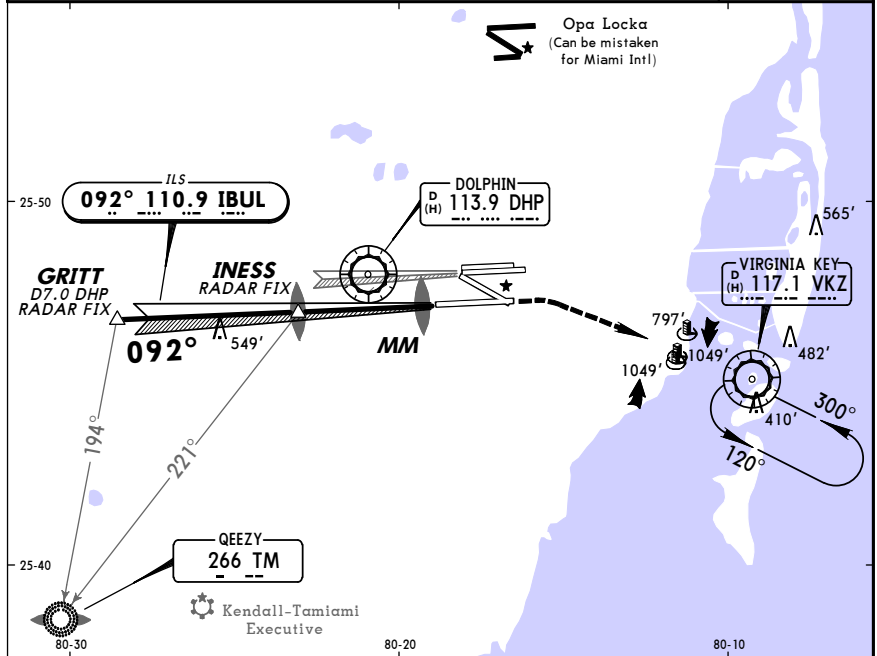 Opa Locka
(Can be mistaken
for Miami Intl)
ILS
092° 110.9 IBUL
DOLPHIN
D
(H) 113.9 DHP
25-50
565'
GRITT
D7.0 DHP
RADAR FIX
INESS
RADAR FIX
VIRGINIA KEY
D
(H) 117.1 VKZ
092°
549'
MM
797'
1049'
1049'
482'
410'
300°
120°
194°
221°
QEEZY
266 TM
25-40
Kendall-Tamiami
Executive
80-30
80-20
80-10